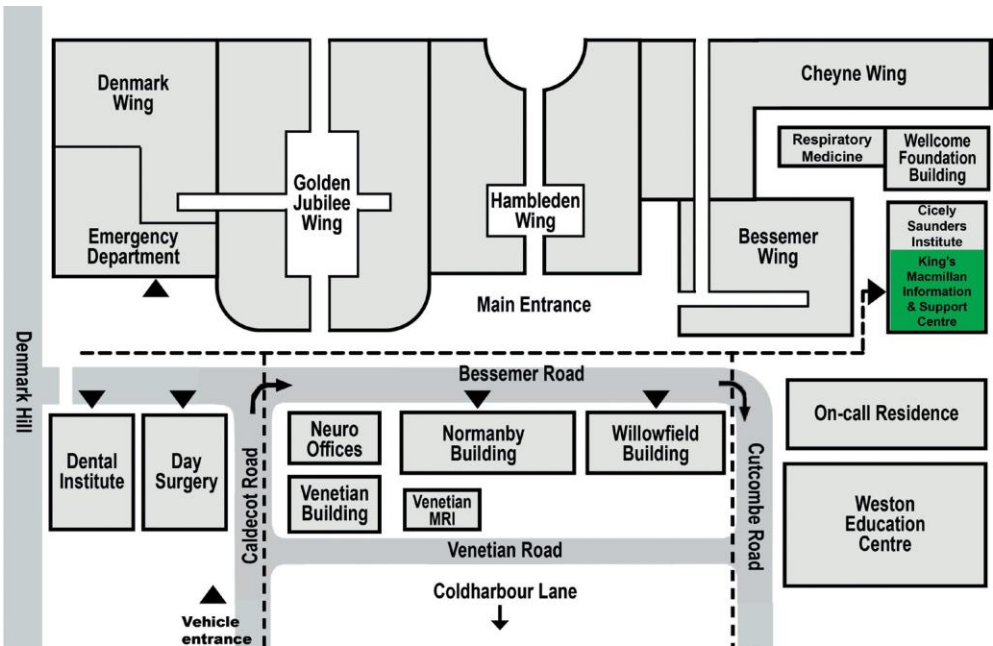 Denmark
Wing
Cheyne Wing
Respiratory
Medicine
Wellcome
Foundation
Building
Golden
Jubilee
Wing
Hambleden
Wing
Emergency
Department
Bessemer
Wing
Cicely
Saunders
Institute
King's
Macmillan
Information
& Support
Centre
Main Entrance
Denmark Hill
Bessemer Road
Dental
Institute
Day
Surgery
Caldecot Road
Neuro
Offices
Normanby
Building
Willowfield
Building
Cutcombe Road
On-call Residence
Venetian
Building
Venetian
MRI
Weston
Education
Centre
Venetian Road
Coldharbour Lane
Vehicle
entrance